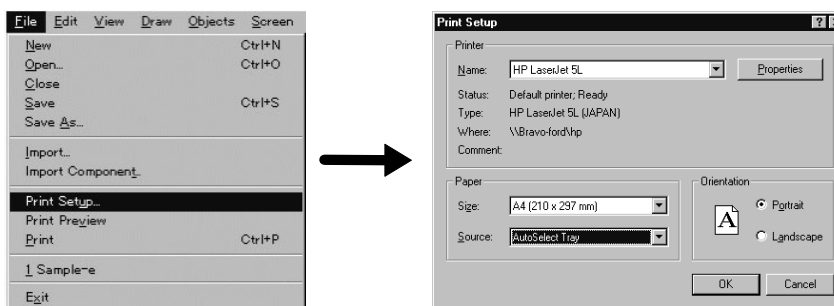 File Edit View Draw Objects Screen
New Ctrl+N
Open... Ctrl+O
Close
Save Ctrl+S
Save As...
Import...
Import Component...
Print Setup...
Print Preview
Print Ctrl+P
1 Sample-e
Exit
Print Setup ?
Printer
Name: HP LaserJet 5L Properties
Status: Default printer; Ready
Type: HP LaserJet 5L (JAPAN)
Where: \\Bravo-ford\hp
Comment:
Paper Orientation
Size: A4 (210 x 297 mm) Portrait
Source: AutoSelect Tray A Landscape
OK Cancel